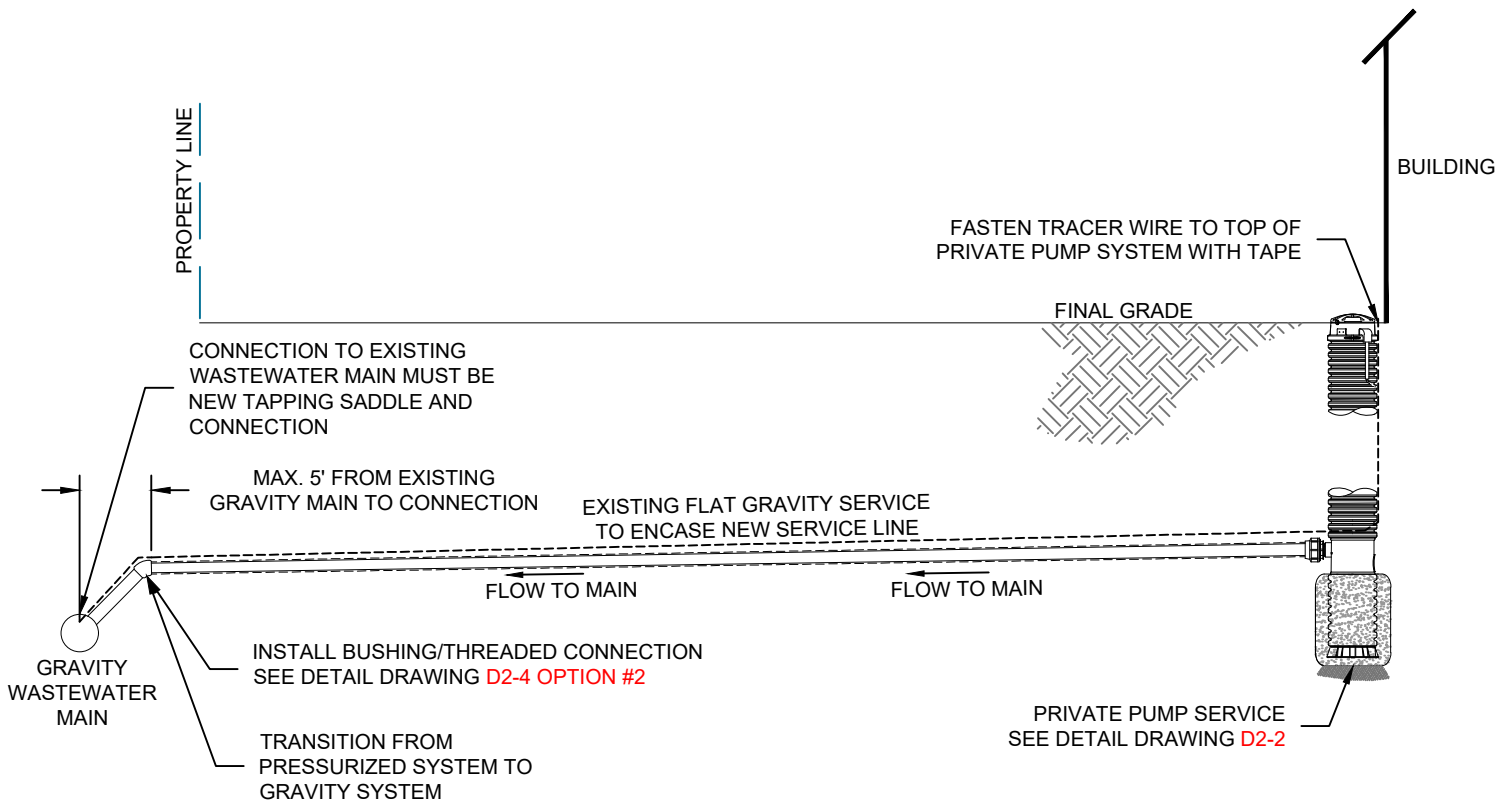 PROPERTY LINE
BUILDING
FASTEN TRACER WIRE TO TOP OF
PRIVATE PUMP SYSTEM WITH TAPE
FINAL GRADE
CONNECTION TO EXISTING
WASTEWATER MAIN MUST BE
NEW TAPPING SADDLE AND
CONNECTION
MAX. 5' FROM EXISTING
GRAVITY MAIN TO CONNECTION
EXISTING FLAT GRAVITY SERVICE
TO ENCASE NEW SERVICE LINE
FLOW TO MAIN
FLOW TO MAIN
GRAVITY
WASTEWATER
MAIN
INSTALL BUSHING/THREADED CONNECTION
SEE DETAIL DRAWING D2-4 OPTION #2
TRANSITION FROM
PRESSURIZED SYSTEM TO
GRAVITY SYSTEM
PRIVATE PUMP SERVICE
SEE DETAIL DRAWING D2-2